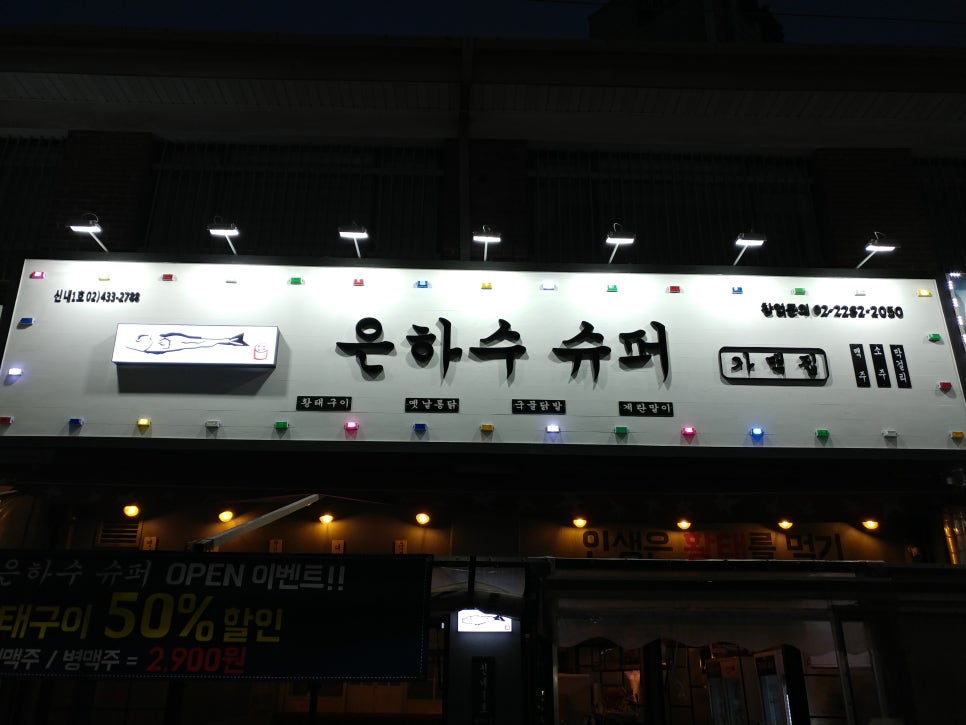 신내1호 02)433-2788
창업문의 02-2282-2050
은하수 슈퍼
가맥집
맥주
소주
막걸리
황태구이
옛날통닭
국물닭발
계란말이
인생은 황태를 먹기
은하수 슈퍼 OPEN 이벤트!!
태구이 50% 할인
맥주 / 병맥주 = 2,900원